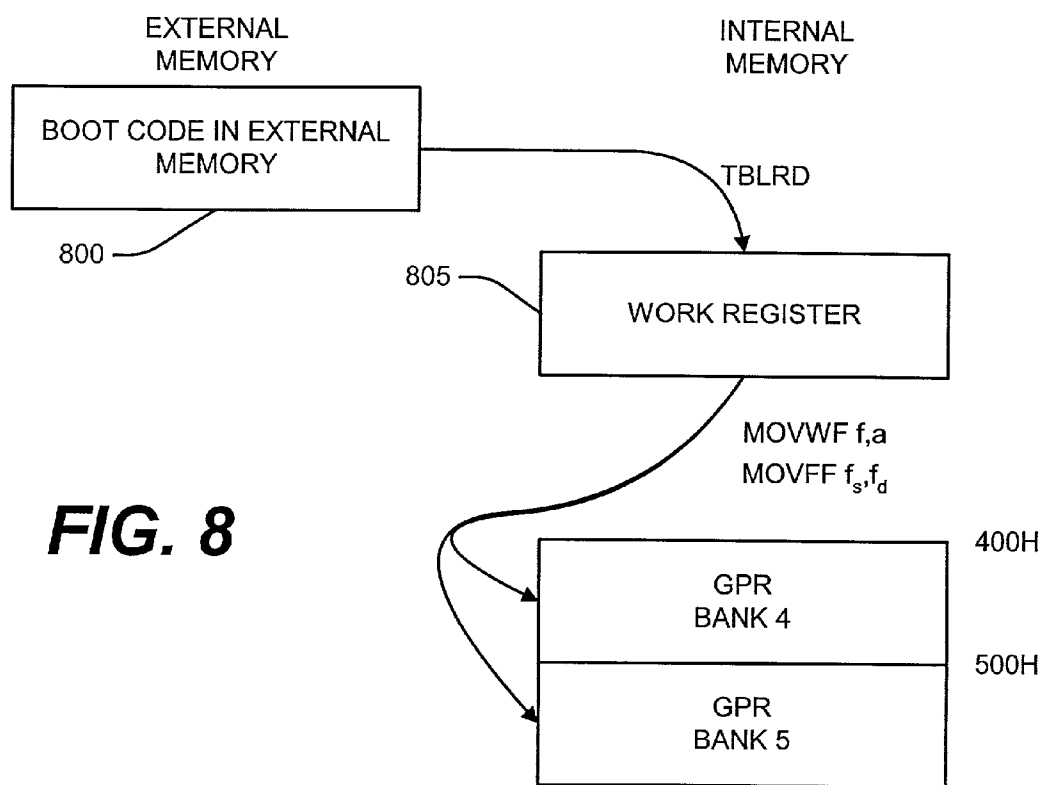 EXTERNAL
MEMORY
INTERNAL
MEMORY
BOOT CODE IN EXTERNAL
MEMORY
TBLRD
800
805
WORK REGISTER
MOVWF f,a
MOVFF fs,fd
FIG. 8
400H
GPR
BANK 4
500H
GPR
BANK 5